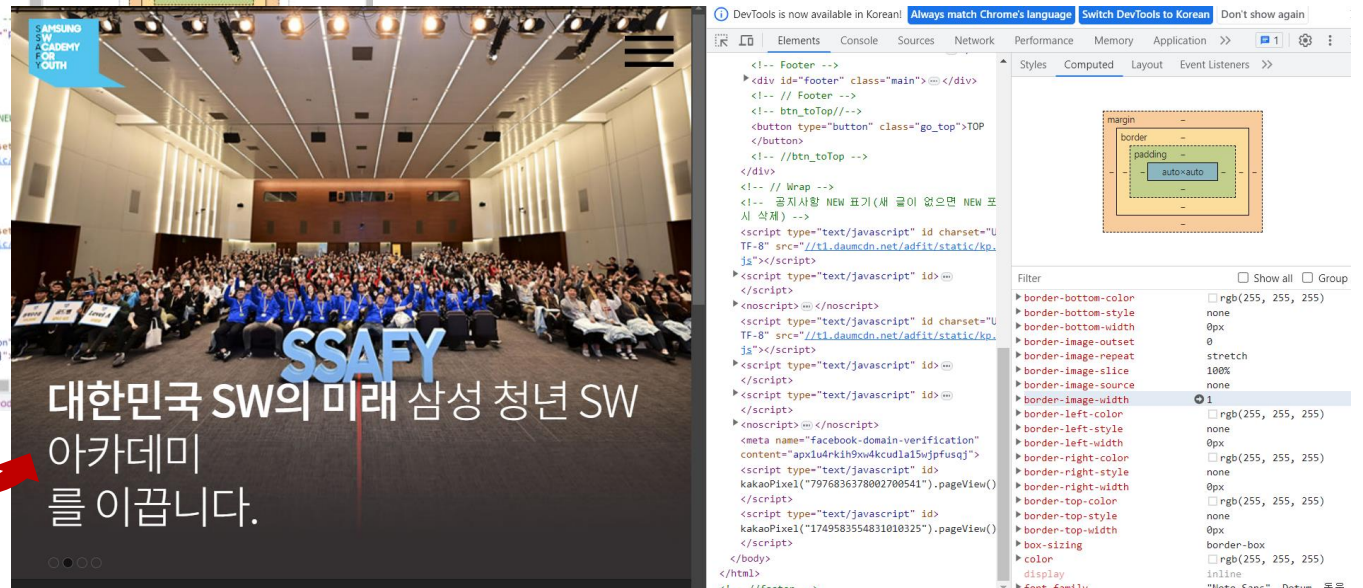 SAMSUNG
SW
ACADEMY
FOR
YOUTH
SSAFY
대한민국 SW의 미래 삼성 청년 SW
아카데미
를 이끕니다.
DevTools is now available in Korean! Always match Chrome's language Switch DevTools to Korean Don't show again
Elements Console Sources Network Performance Memory Application 1
<!-- Footer -->
<div id="footer" class="main"> </div>
<!-- // Footer -->
<!-- btn_toTop//-->
<button type="button" class="go_top">TOP
</button>
<!-- //btn_toTop -->
</div>
<!-- // Wrap -->
<!-- 공지사항 NEW 표기(새 글이 없으면 NEW 표
시 삭제) -->
<script type="text/javascript" id charset="U
TF-8" src="//t1.daumcdn.net/adfit/static/kp.
js"></script>
<script type="text/javascript" id>
</script>
<noscript> </noscript>
<script type="text/javascript" id charset="U
TF-8" src="//t1.daumcdn.net/adfit/static/kp.
js"></script>
<script type="text/javascript" id>
</script>
<script type="text/javascript" id>
</script>
<noscript> </noscript>
<meta name="facebook-domain-verification"
content="apx1u4rkih9xw4kcudla15wjpfusqj">
<script type="text/javascript" id>
kakaoPixel("7976836378002700541").pageView()
</script>
<script type="text/javascript" id>
kakaoPixel("1749583554831010325").pageView()
</script>
</body>
</html>
Styles Computed Layout Event Listeners
margin -
border -
padding -
- - - auto×auto - - -
-
-
-
Filter Show all Group
border-bottom-color rgb(255, 255, 255)
border-bottom-style none
border-bottom-width 0px
border-image-outset 0
border-image-repeat stretch
border-image-slice 100%
border-image-source none
border-image-width 1
border-left-color rgb(255, 255, 255)
border-left-style none
border-left-width 0px
border-right-color rgb(255, 255, 255)
border-right-style none
border-right-width 0px
border-top-color rgb(255, 255, 255)
border-top-style none
border-top-width 0px
box-sizing border-box
color rgb(255, 255, 255)
display inline